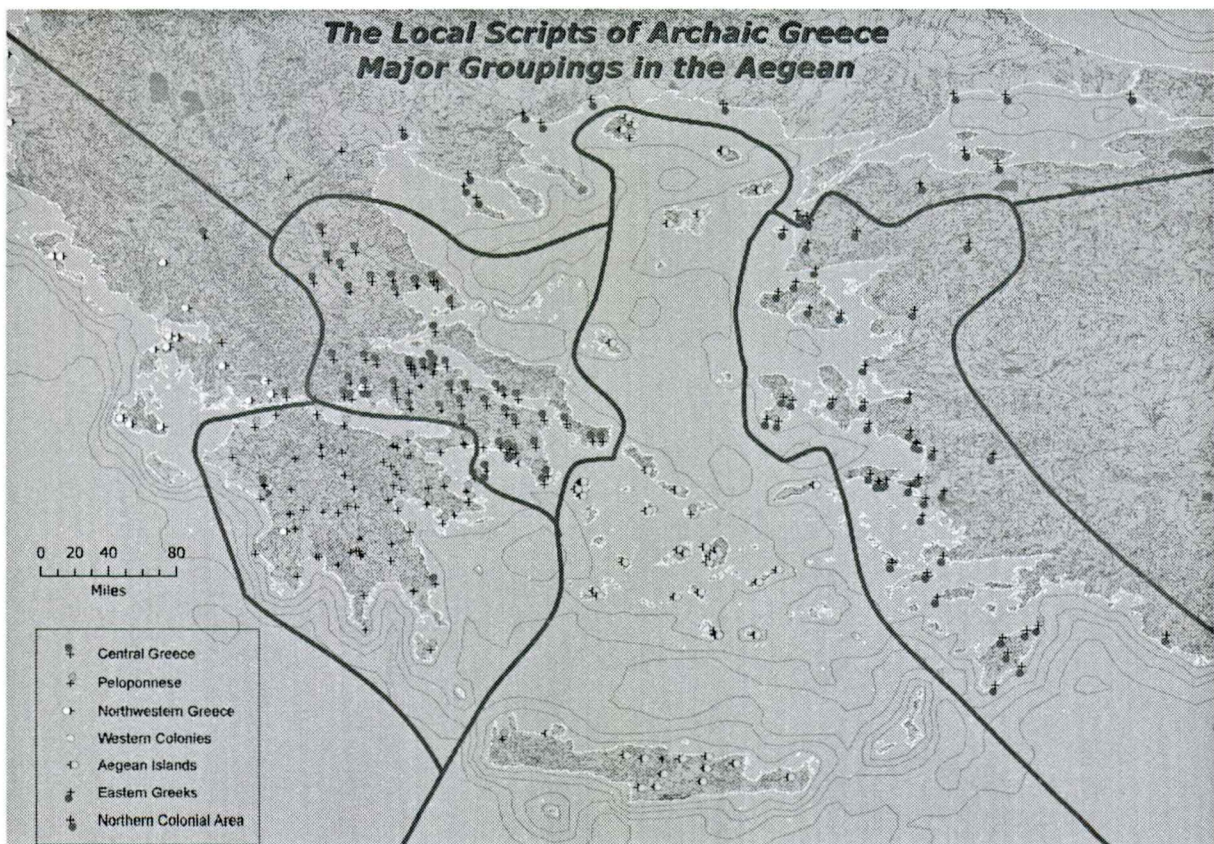 The Local Scripts of Archaic Greece
Major Groupings in the Aegean
0 20 40 80
Miles
Central Greece
Peloponnese
Northwestern Greece
Western Colonies
Aegean Islands
Eastern Greeks
Northern Colonial Area